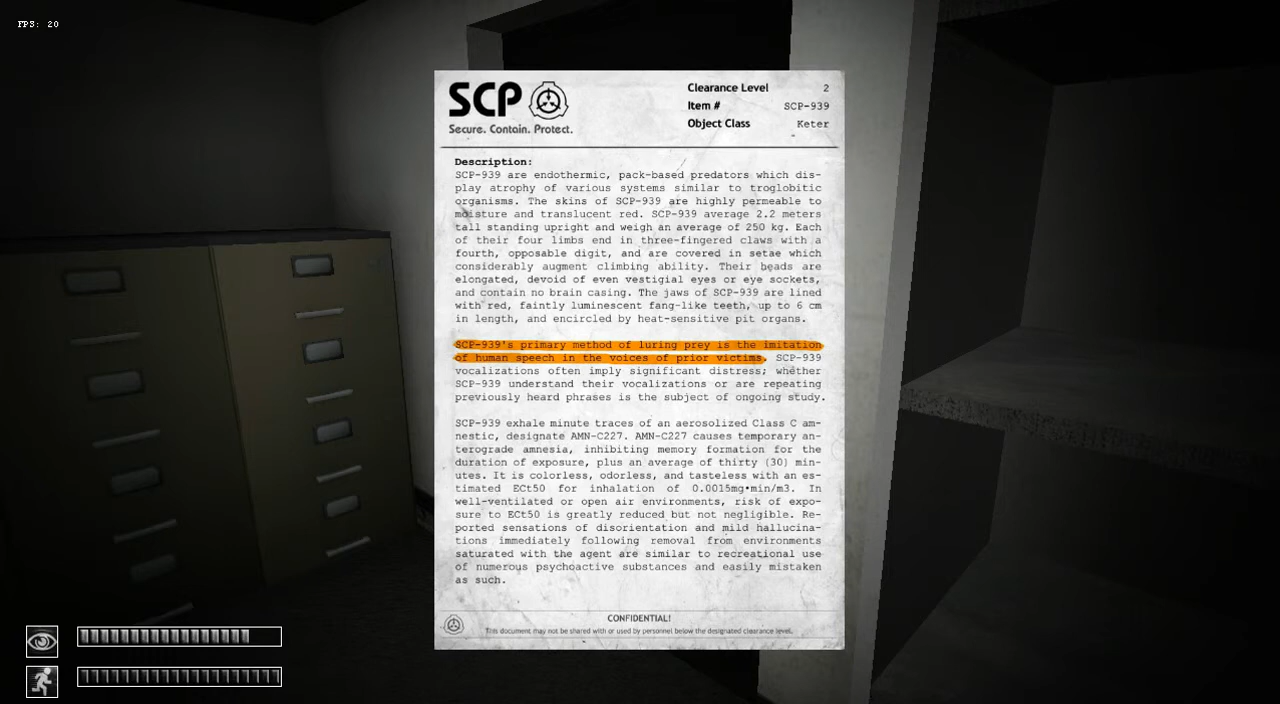 FPS: 20
SCP
Secure. Contain. Protect.
Clearance Level 2
Item # SCP-939
Object Class Keter
Description:
SCP-939 are endothermic, pack-based predators which dis-
play atrophy of various systems similar to troglobitic
organisms. The skins of SCP-939 are highly permeable to
moisture and translucent red. SCP-939 average 2.2 meters
tall standing upright and weigh an average of 250 kg. Each
of their four limbs end in three-fingered claws with a
fourth, opposable digit, and are covered in setae which
considerably augment climbing ability. Their heads are
elongated, devoid of even vestigial eyes or eye sockets,
and contain no brain casing. The jaws of SCP-939 are lined
with red, faintly luminescent fang-like teeth, up to 6 cm
in length, and encircled by heat-sensitive pit organs.
SCP-939's primary method of luring prey is the imitation
of human speech in the voices of prior victims. SCP-939
vocalizations often imply significant distress; whether
SCP-939 understand their vocalizations or are repeating
previously heard phrases is the subject of ongoing study.
SCP-939 exhale minute traces of an aerosolized Class C am-
nestic, designate AMN-C227. AMN-C227 causes temporary an-
terograde amnesia, inhibiting memory formation for the
duration of exposure, plus an average of thirty (30) min-
utes. It is colorless, odorless, and tasteless with an es-
timated ECt50 for inhalation of 0.0015mg•min/m3. In
well-ventilated or open air environments, risk of expo-
sure to ECt50 is greatly reduced but not negligible. Re-
ported sensations of disorientation and mild hallucina-
tions immediately following removal from environments
saturated with the agent are similar to recreational use
of numerous psychoactive substances and easily mistaken
as such.
CONFIDENTIAL!
This document may not be shared with or used by personnel below the designated clearance level.